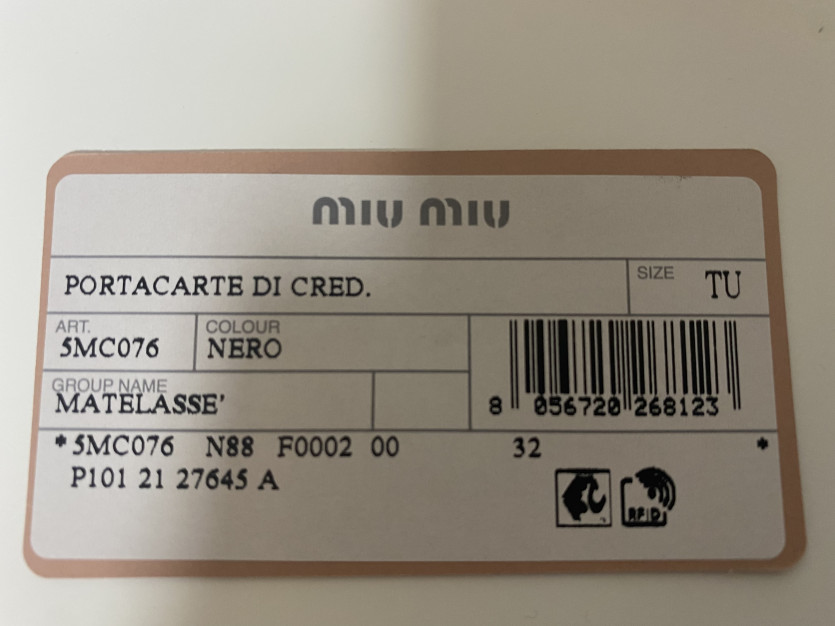 miu miu
PORTACARTE DI CRED.
SIZE TU
ART. COLOUR
5MC076 NERO
GROUP NAME
MATELASSE'
8 056720 268123
*5MC076 N88 F0002 00 32 *
P101 21 27645 A
RFID